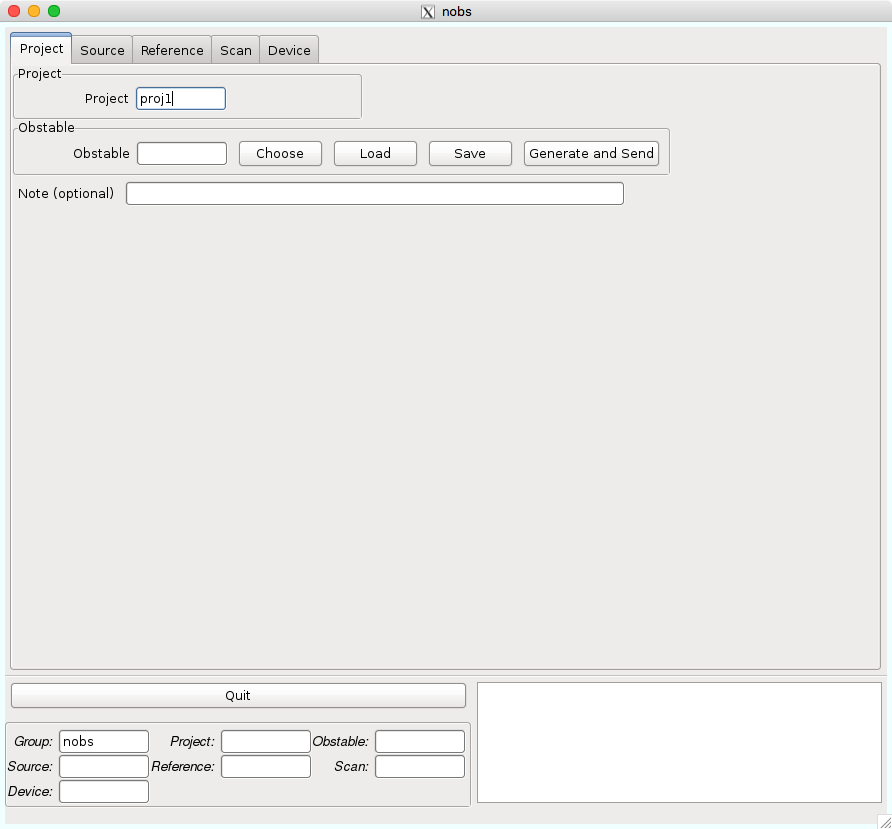 nobs
Project Source Reference Scan Device
Project
Project proj1
Obstable
Obstable Choose Load Save Generate and Send
Note (optional)
Quit
Group: nobs Project: Obstable:
Source: Reference: Scan:
Device: